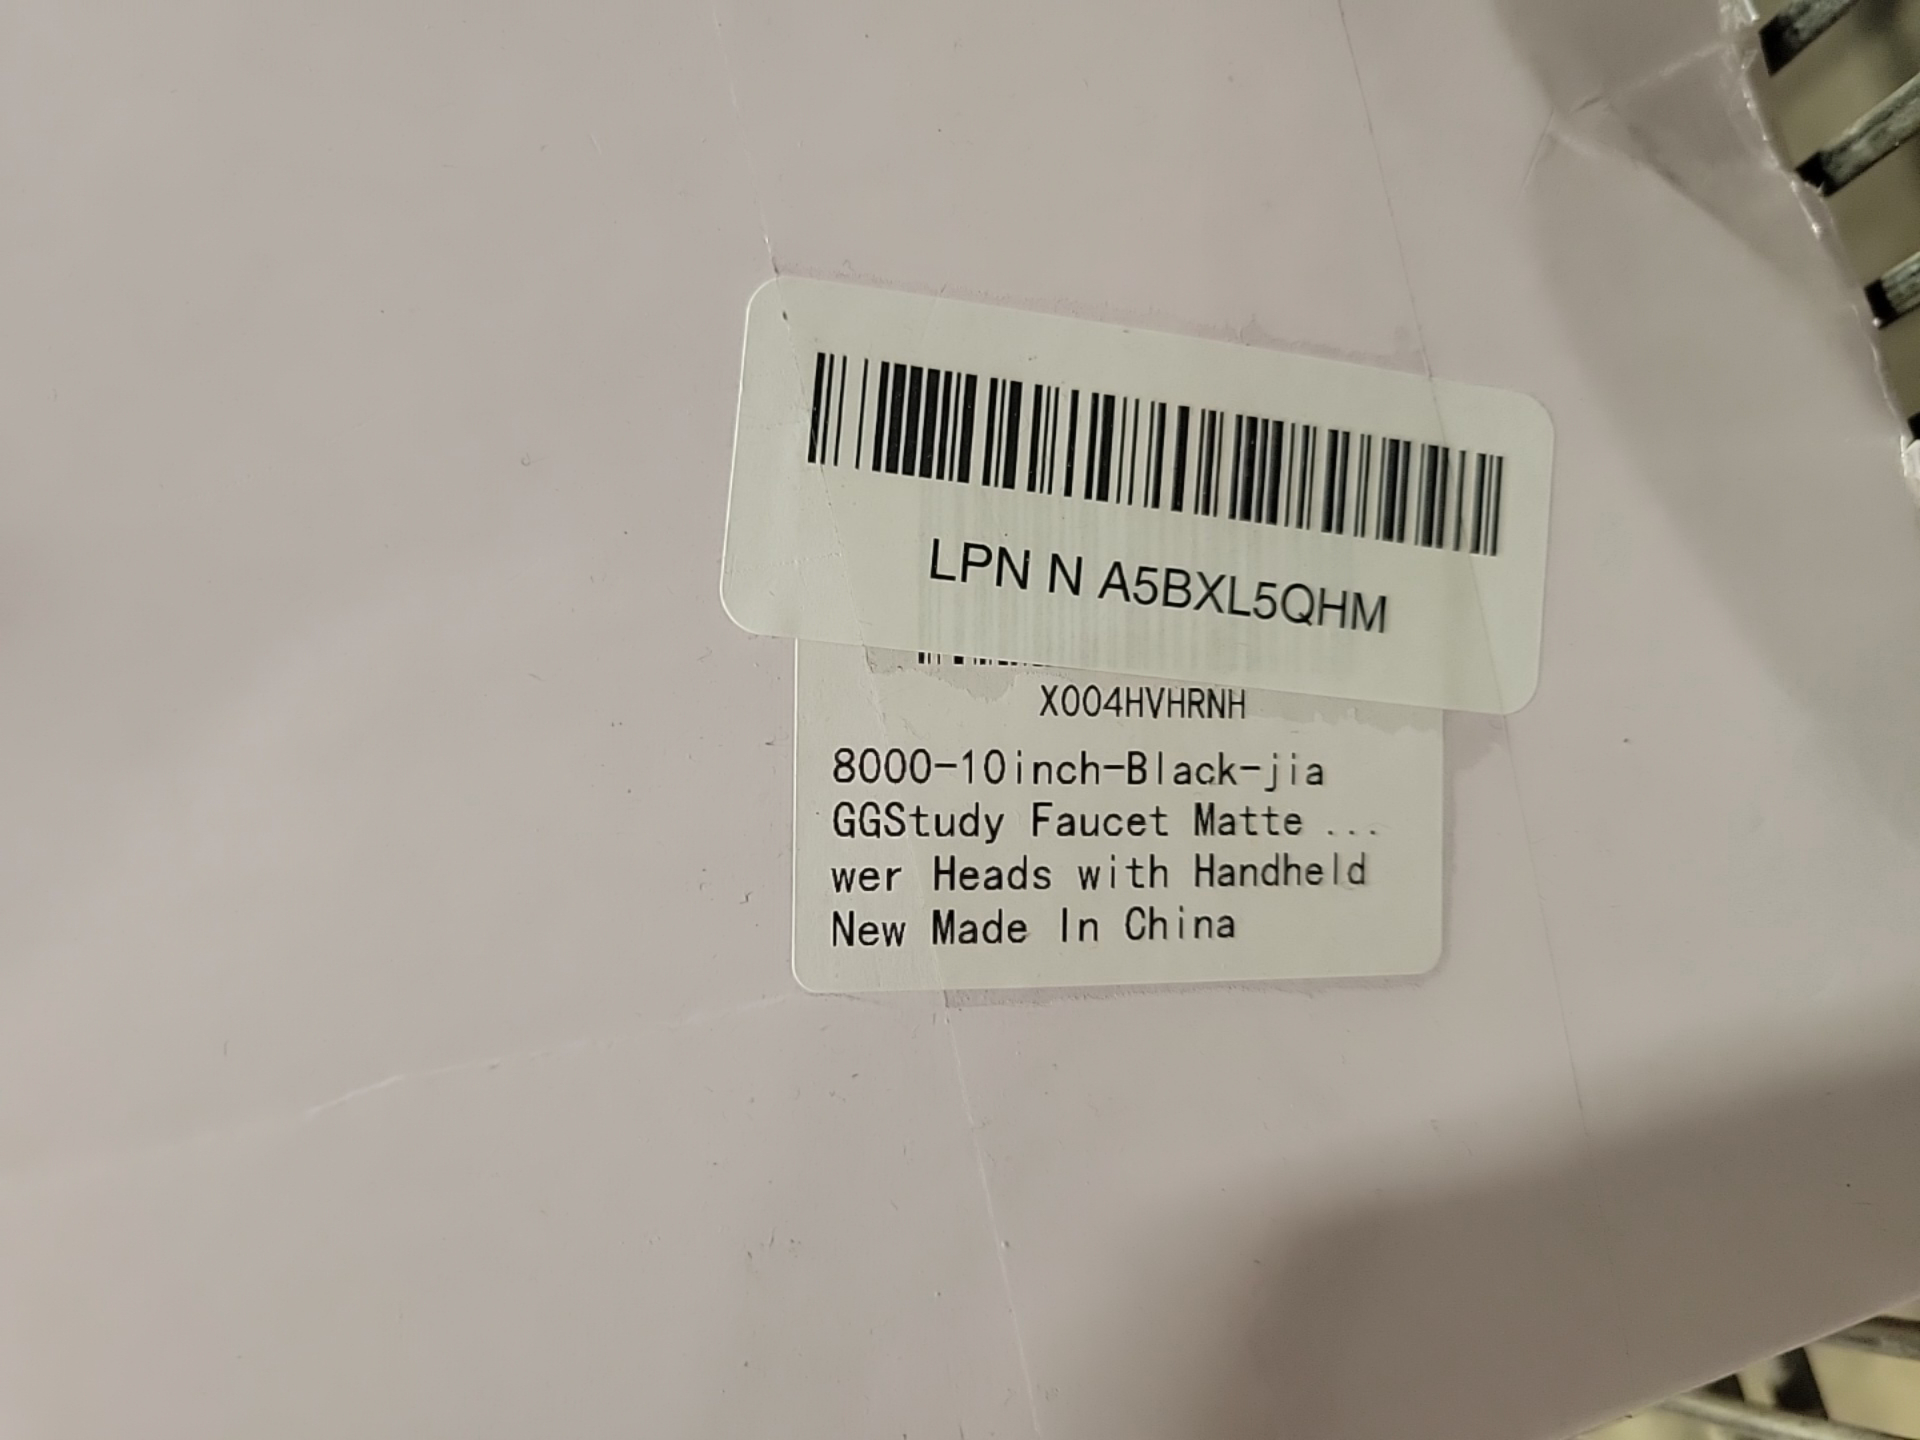 LPN N A5BXL5QHM
X004HVHRNH
8000-10inch-Black-jia
GGStudy Faucet Matte ...
wer Heads with Handheld
New Made In China